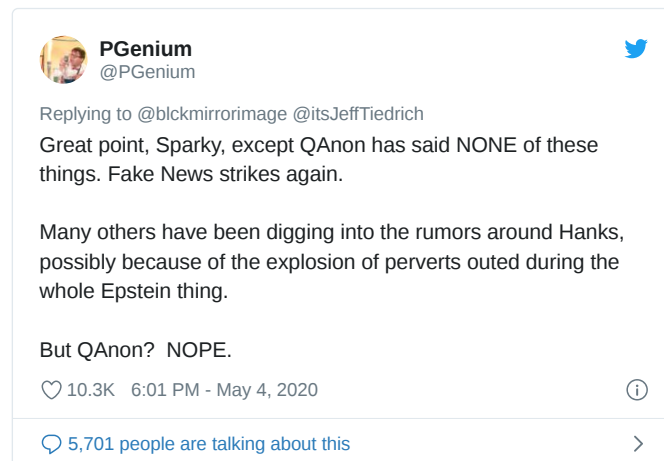 PGenium
@PGenium
Replying to @blckmirrorimage @itsJeffTiedrich
Great point, Sparky, except QAnon has said NONE of these
things. Fake News strikes again.
Many others have been digging into the rumors around Hanks,
possibly because of the explosion of perverts outed during the
whole Epstein thing.
But QAnon?  NOPE.
10.3K 6:01 PM - May 4, 2020
5,701 people are talking about this